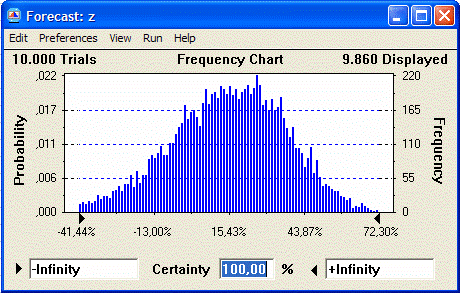 Forecast: z
Edit Preferences View Run Help
10.000 Trials Frequency Chart 9.860 Displayed
Probability
,022
,017
,011
,006
,000
220
165
110
55
0
Frequency
-41,44% -13,00% 15,43% 43,87% 72,30%
-Infinity Certainty 100,00 % +Infinity